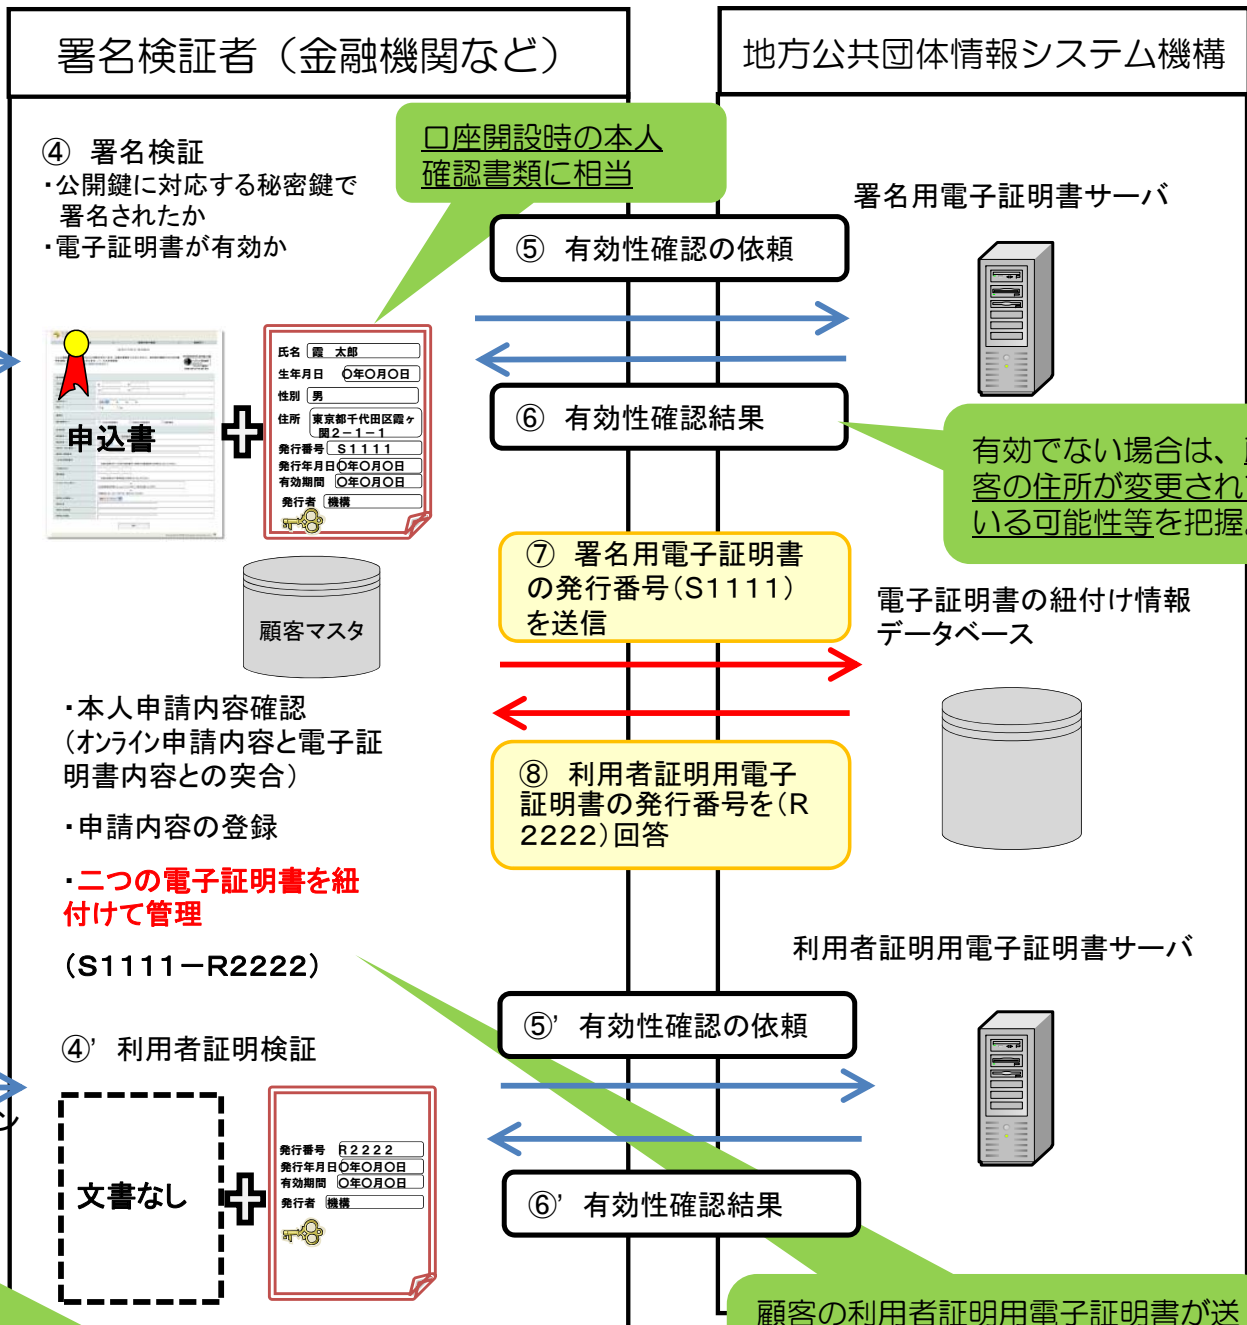 署名検証者（金融機関など）
地方公共団体情報システム機構
④ 署名検証
・公開鍵に対応する秘密鍵で
署名されたか
・電子証明書が有効か
口座開設時の本人
確認書類に相当
署名用電子証明書サーバ
⑤ 有効性確認の依頼
申込書
氏名 霞 太郎
生年月日 〇年〇月〇日
性別 男
住所 東京都千代田区霞ヶ
関２－１－１
発行番号 Ｓ１１１１
発行年月日 〇年〇月〇日
有効期間 〇年〇月〇日
発行者 機構
⑥ 有効性確認結果
有効でない場合は、
客の住所が変更され
いる可能性等を把握
顧客マスタ
⑦ 署名用電子証明書
の発行番号（Ｓ１１１１）
を送信
電子証明書の紐付け情報
データベース
・本人申請内容確認
（オンライン申請内容と電子証
明書内容との突合）
・申請内容の登録
・二つの電子証明書を紐
付けて管理
（Ｓ１１１１－Ｒ２２２２）
⑧ 利用者証明用電子
証明書の発行番号を（Ｒ
２２２２）回答
利用者証明用電子証明書サーバ
④’ 利用者証明検証
⑤’ 有効性確認の依頼
ン
文書なし
発行番号 Ｒ２２２２
発行年月日 〇年〇月〇日
有効期間 〇年〇月〇日
発行者 機構
⑥’ 有効性確認結果
顧客の利用者証明用電子証明書が送